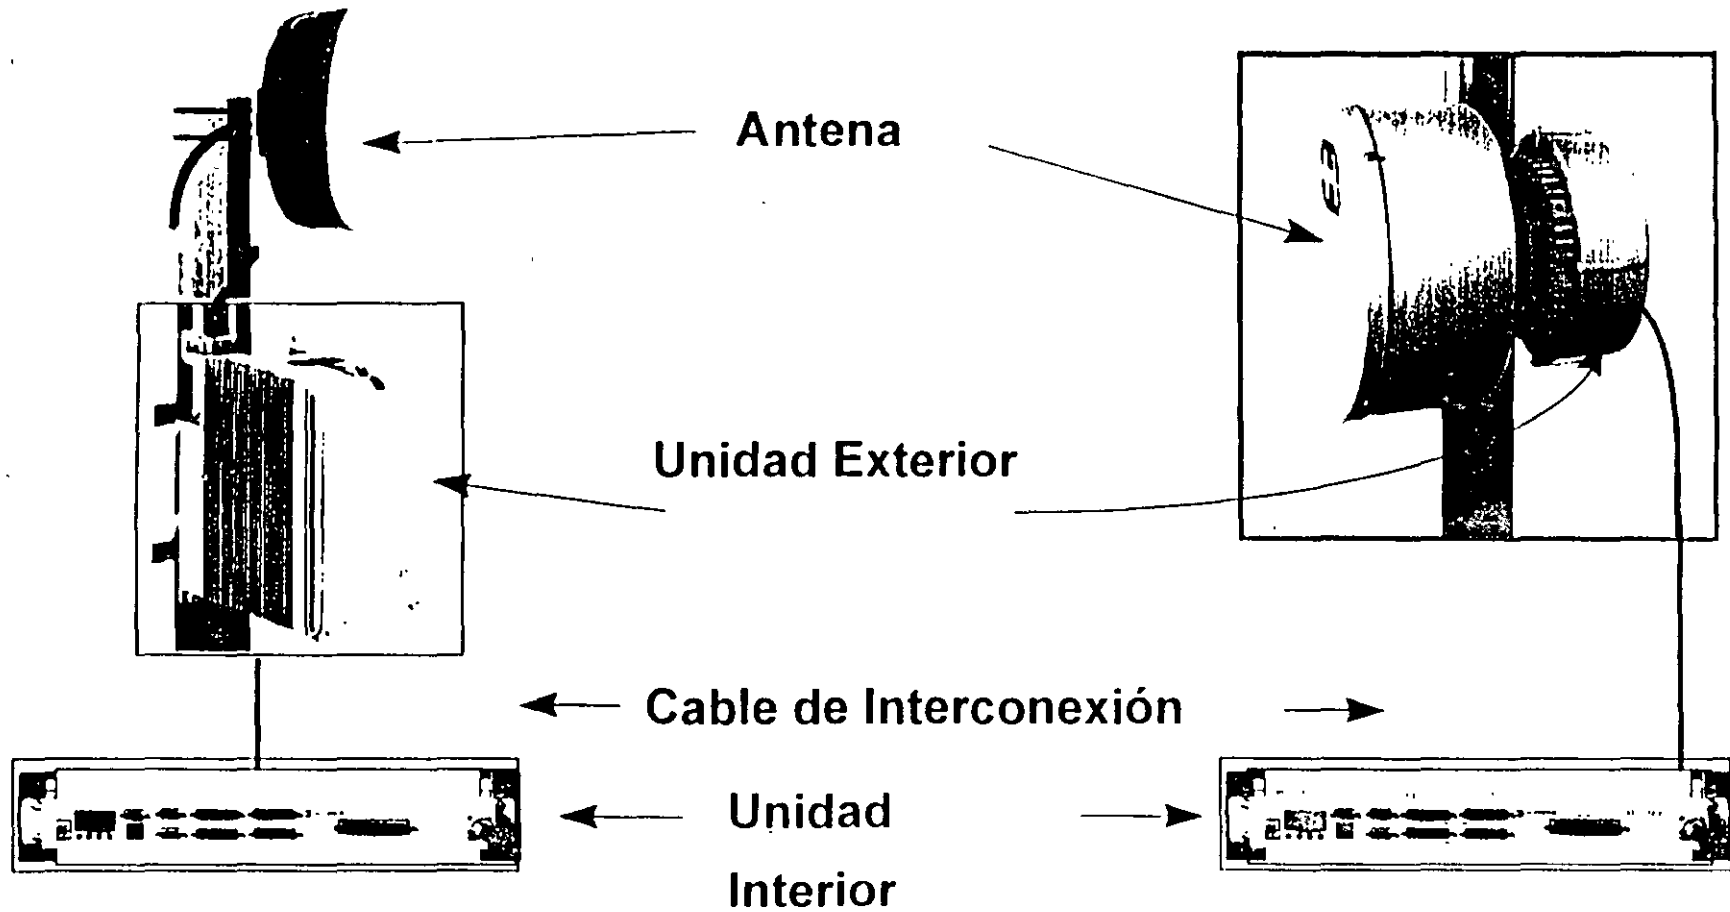 Antena
Unidad Exterior
Cable de Interconexión
Unidad
Interior